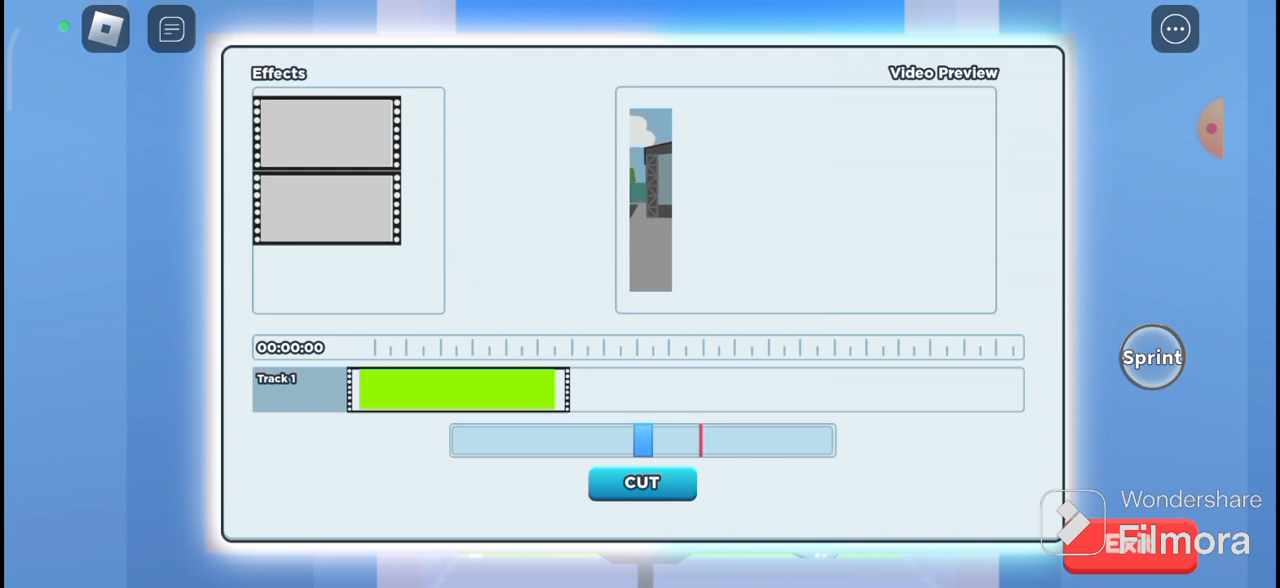 Effects
Video Preview
00:00:00
Track 1
Sprint
CUT
Wondershare
Filmora